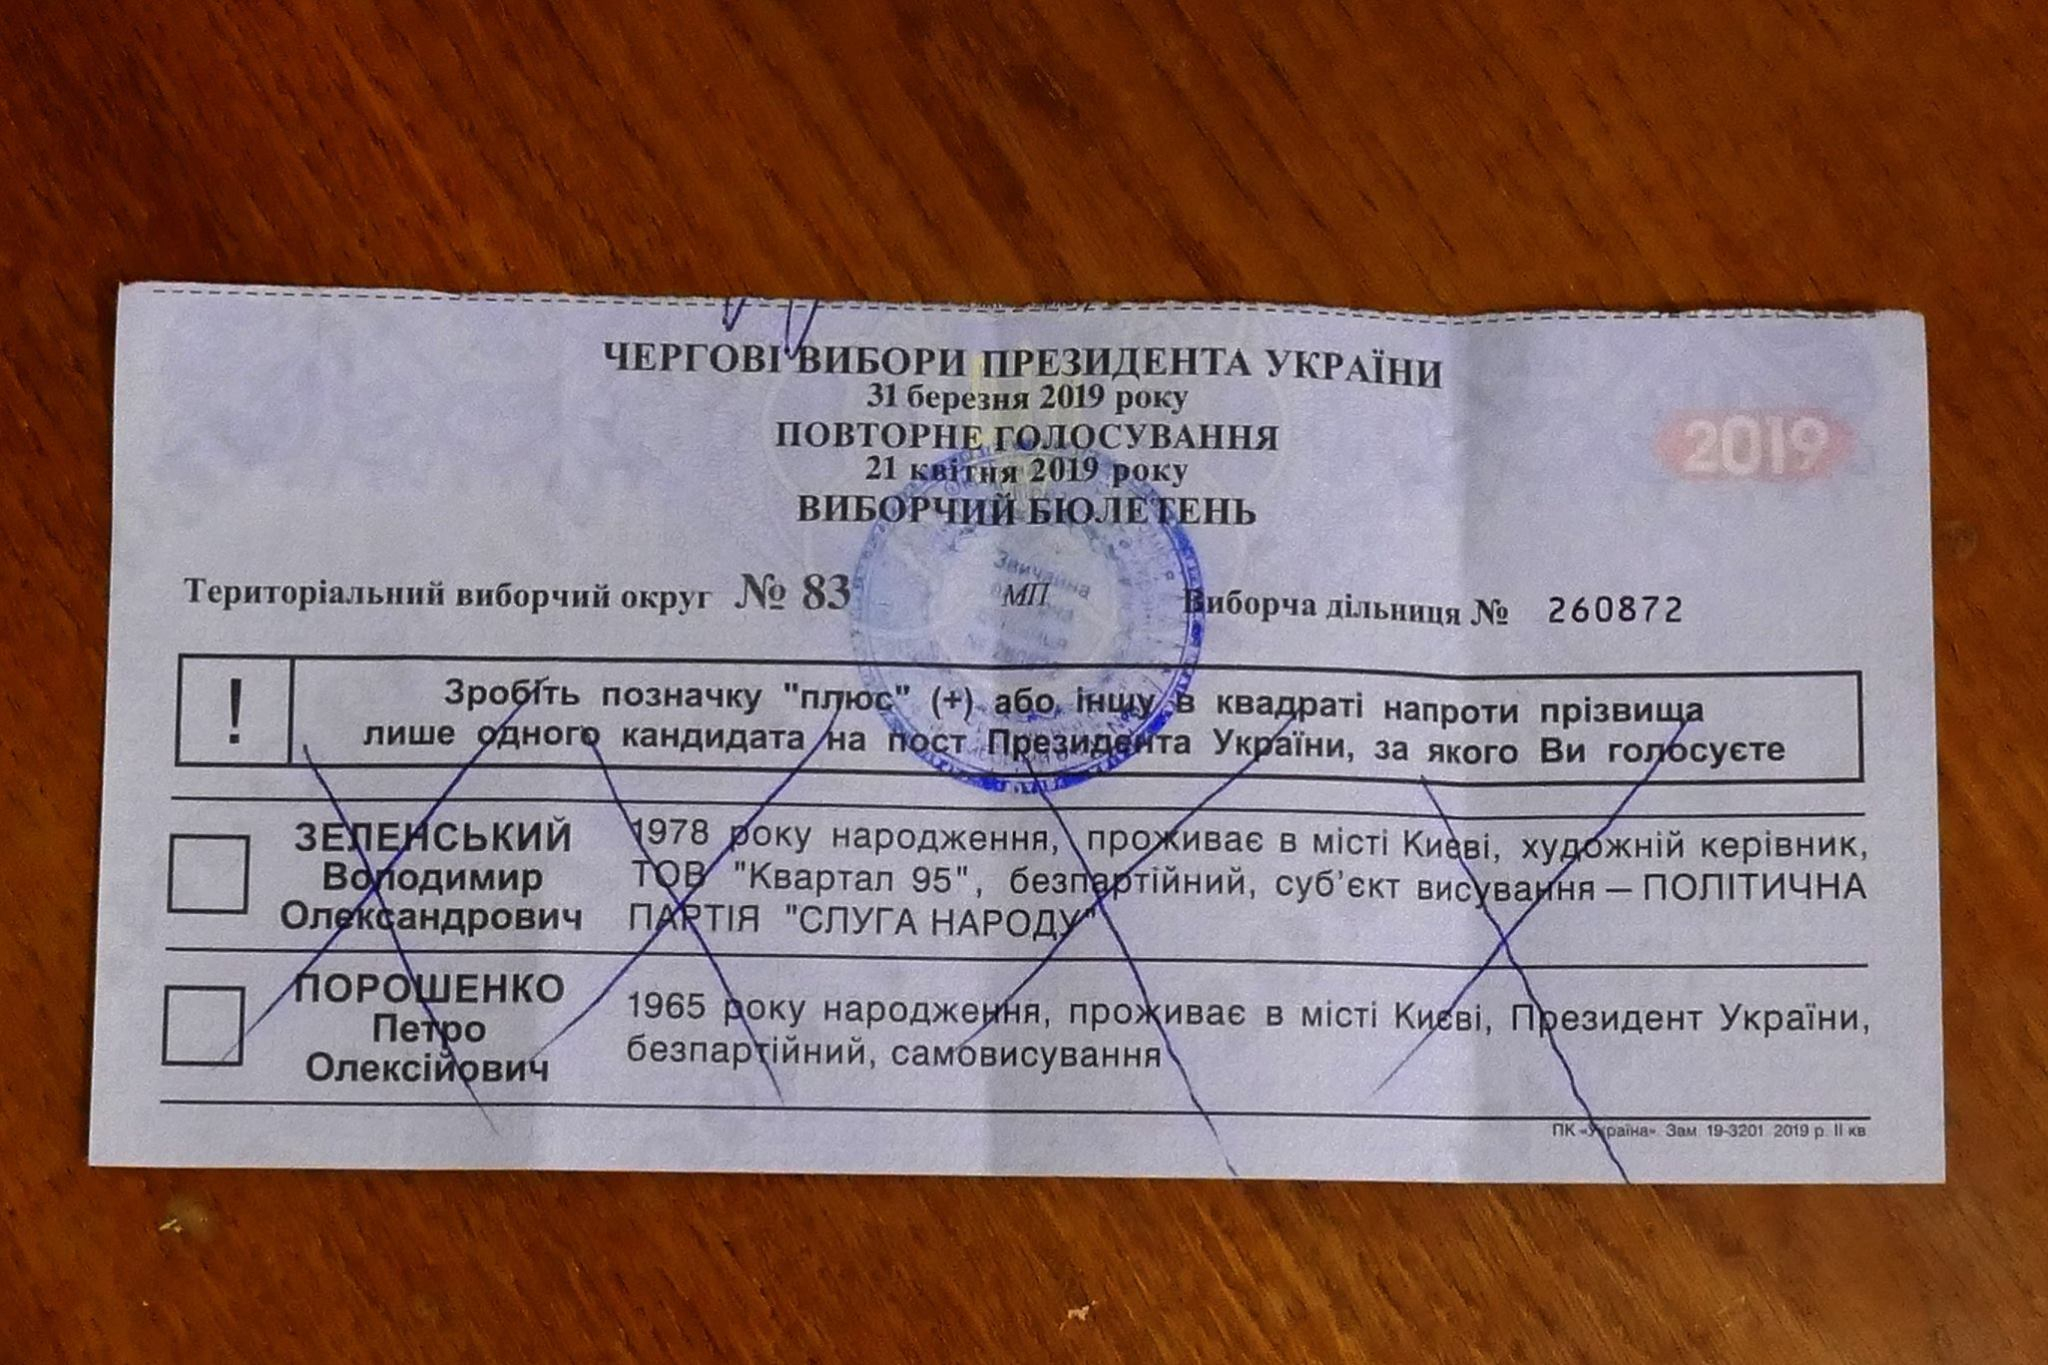 ЧЕРГОВІ ВИБОРИ ПРЕЗИДЕНТА УКРАЇНИ
31 березня 2019 року
ПОВТОРНЕ ГОЛОСУВАННЯ
21 квітня 2019 року
ВИБОРЧИЙ БЮЛЕТЕНЬ
2019
Територіальний виборчий округ № 83 МП Виборча дільниця № 260872
Звичайна
! Зробіть позначку "плюс" (+) або іншу в квадраті напроти прізвища
лише одного кандидата на пост Президента України, за якого Ви голосуєте
ЗЕЛЕНСЬКИЙ
Володимир
Олександрович
1978 року народження, проживає в місті Києві, художній керівник,
ТОВ "Квартал 95", безпартійний, суб'єкт висування – ПОЛІТИЧНА
ПАРТІЯ "СЛУГА НАРОДУ"
ПОРОШЕНКО
Петро
Олексійович
1965 року народження, проживає в місті Києві, Президент України,
безпартійний, самовисування
ПК «Україна». Зам. 19-3201 2019 р. II кв.